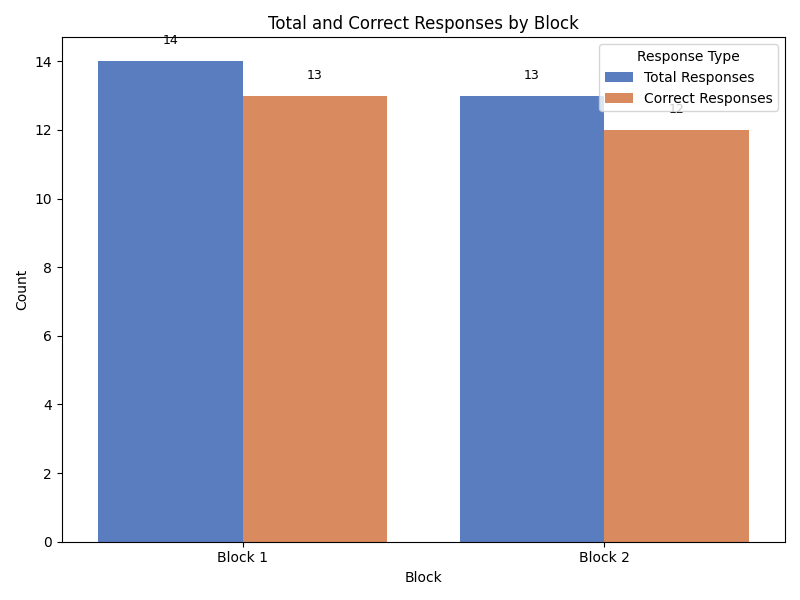 Total and Correct Responses by Block
14
13
13
12
Response Type
Total Responses
Correct Responses
14
12
10
8
6
4
2
0
Count
Block 1
Block 2
Block